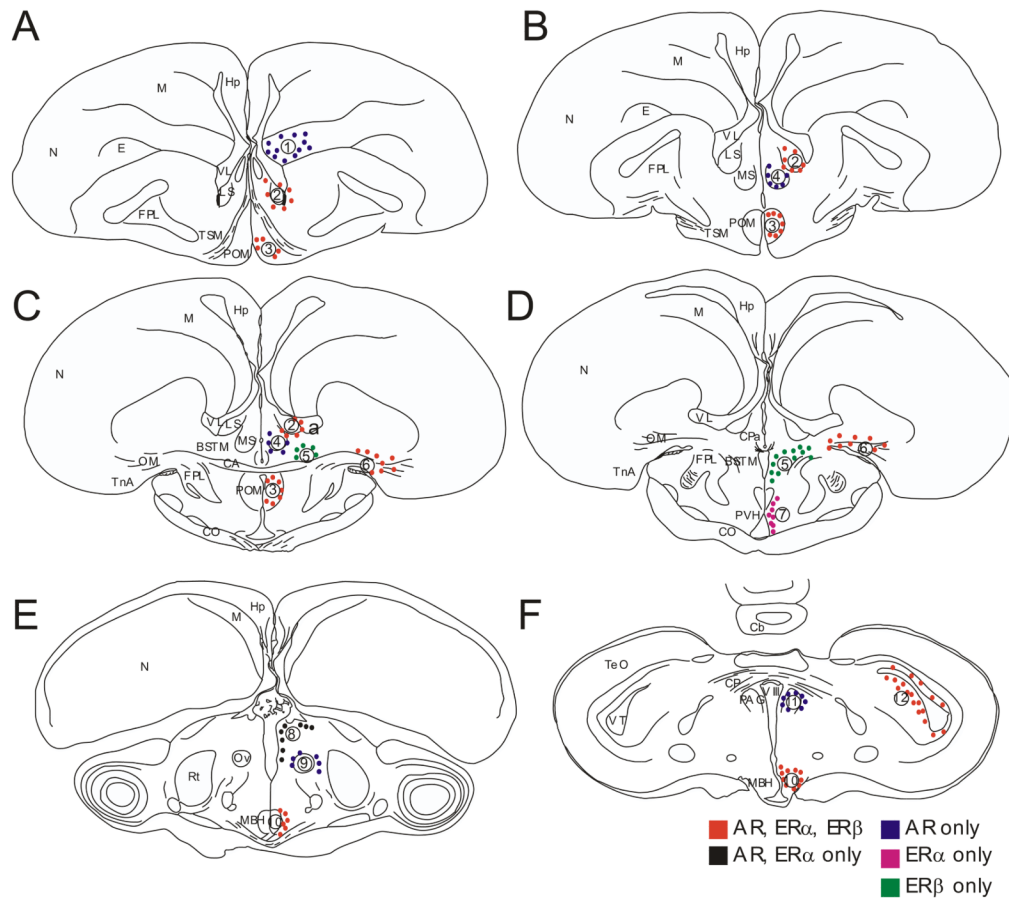 A
Hp
M
N
E
VL
LS
FPL
TSM
POM
1
2
3
B
Hp
M
N
E
VL
LS
MS
FPL
POM
TSM
2
4
3
C
Hp
M
N
VL LS
MS
BSTM
OM
CA
TnA
FPL
POM
CO
2
a
4
5
6
3
D
Hp
M
N
VL
OM
CPa
FPL
BSTM
TnA
PVH
CO
5
6
7
E
Hp
M
N
Ov
Rt
MBH
8
9
10
F
Cb
TeO
CP
V III
PAG
VT
MBH
11
12
10
AR, ERα, ERβ
AR, ERα only
AR only
ERα only
ERβ only